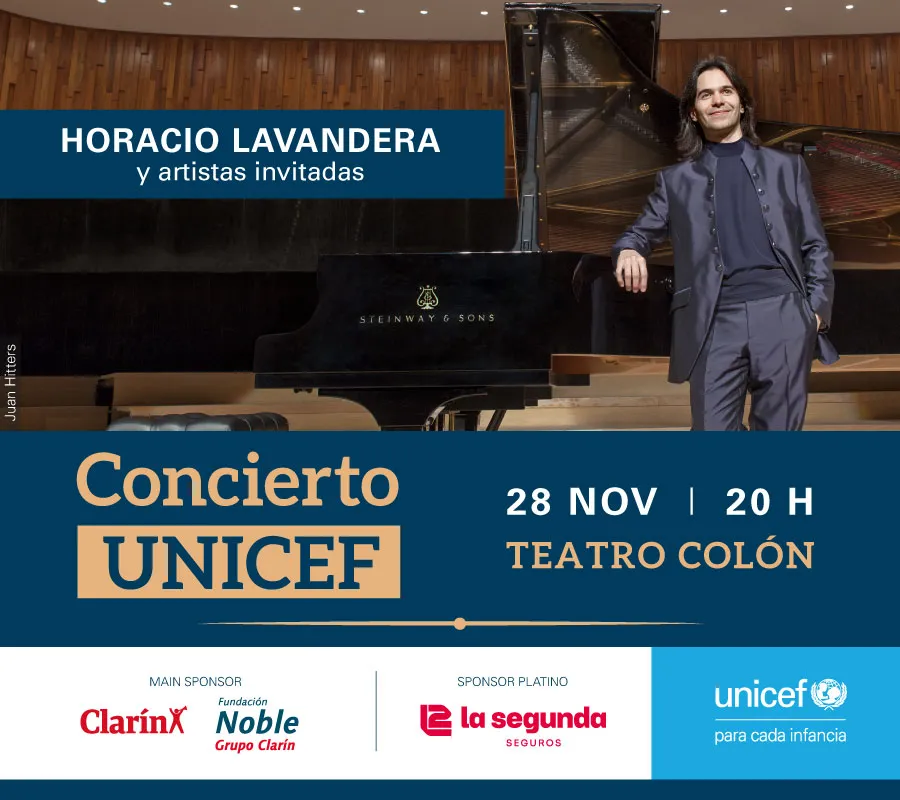 HORACIO LAVANDERA
y artistas invitadas
STEINWAY & SONS
Juan Hitters
Concierto
UNICEF
28 NOV | 20 H
TEATRO COLÓN
MAIN SPONSOR
Clarín
Fundación
Noble
Grupo Clarín
SPONSOR PLATINO
la segunda
SEGUROS
unicef
para cada infancia